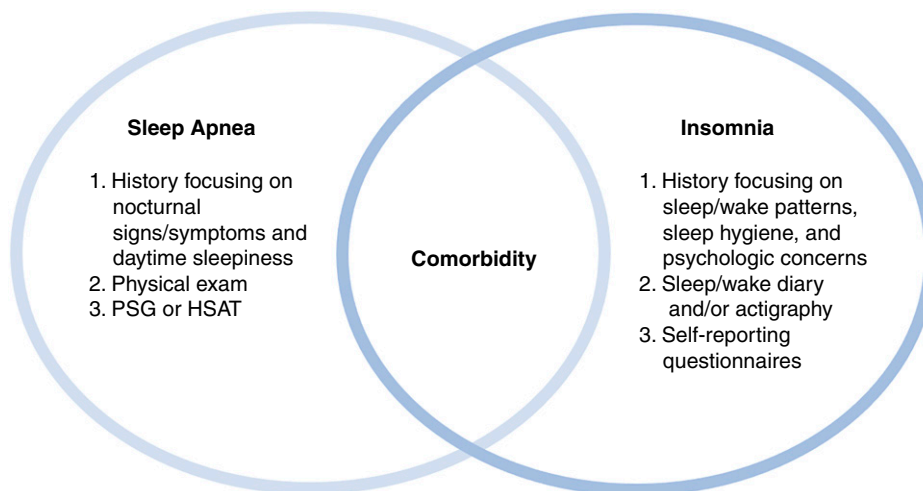 Sleep Apnea
1. History focusing on
nocturnal
signs/symptoms and
daytime sleepiness
2. Physical exam
3. PSG or HSAT
Comorbidity
Insomnia
1. History focusing on
sleep/wake patterns,
sleep hygiene, and
psychologic concerns
2. Sleep/wake diary
and/or actigraphy
3. Self-reporting
questionnaires